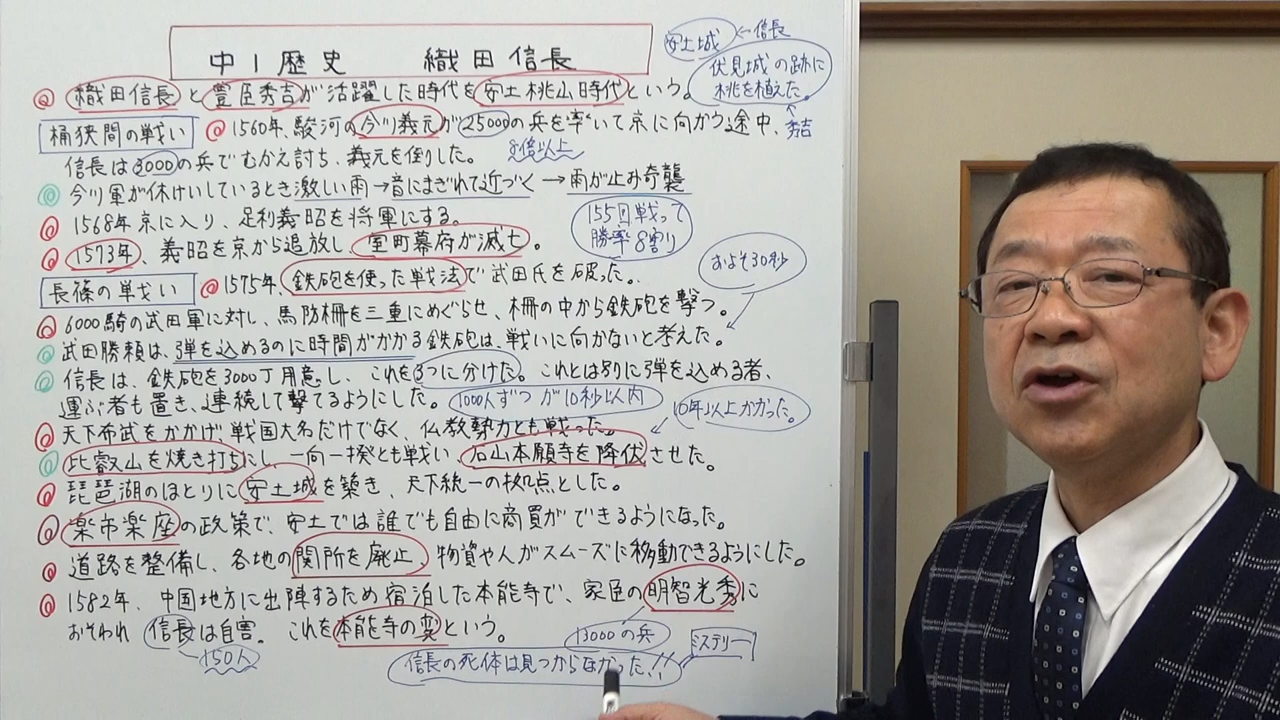 中1歴史 織田信長
安土城 ←信長
伏見城の跡に
桃を植えた。
秀吉
織田信長と豊臣秀吉が活躍した時代を安土桃山時代という。
桶狭間の戦い 1560年、駿河の今川義元が25000の兵を率いて京に向かう途中、
信長は3000の兵でむかえ討ち、義元を倒した。 8倍以上
今川軍が休けいしているとき激しい雨→音にまぎれて近づく→雨が止み奇襲
1568年京に入り、足利義昭を将軍にする。
155回戦って
勝率8割り
1573年、義昭を京から追放し、室町幕府が滅亡。
長篠の戦い 1575年、鉄砲を使った戦法で武田氏を破った。
およそ30秒
6000騎の武田軍に対し、馬防柵を三重にめぐらせ、柵の中から鉄砲を撃つ。
武田勝頼は、弾を込めるのに時間がかかる鉄砲は、戦いに向かないと考えた。
信長は、鉄砲を3000丁用意し、これを3つに分けた。これとは別に弾を込める者、
運ぶ者も置き、連続して撃てるようにした。 1000人ずつが10秒以内
10年以上かかった。
天下布武をかかげ、戦国大名だけでなく、仏教勢力とも戦った。
比叡山を焼き打ちにし、一向一揆とも戦い、石山本願寺を降伏させた。
琵琶湖のほとりに安土城を築き、天下統一の拠点とした。
楽市楽座の政策で、安土では誰でも自由に商買ができるようになった。
道路を整備し、各地の関所を廃止、物資や人がスムーズに移動できるようにした。
1582年、中国地方に出陣するため宿泊した本能寺で、家臣の明智光秀に
おそわれ信長は自害。これを本能寺の変という。
13000の兵
ミステリー
150人
信長の死体は見つからなかった!!